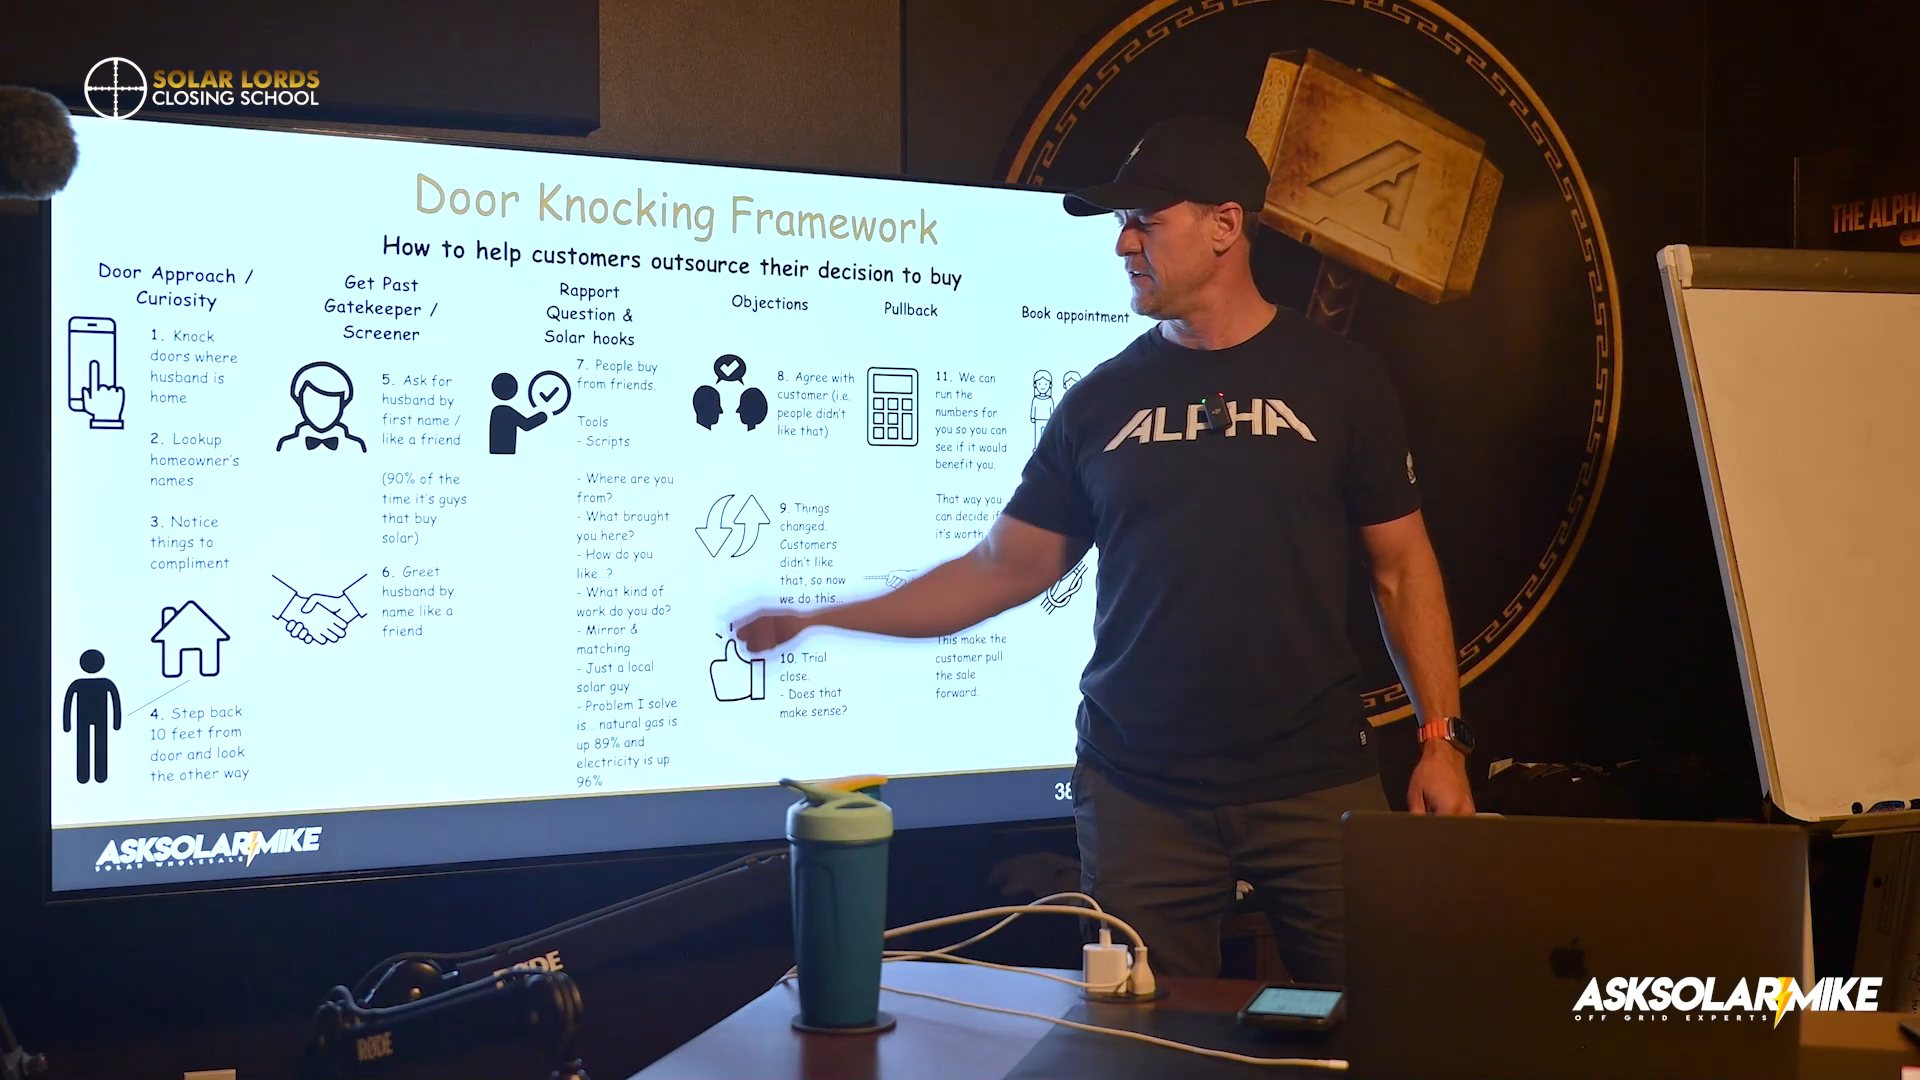 SOLAR LORDS
CLOSING SCHOOL
Door Knocking Framework
How to help customers outsource their decision to buy
Door Approach /
Curiosity
1. Knock
doors where
husband is
home
2. Lookup
homeowner's
names
3. Notice
things to
compliment
4. Step back
10 feet from
door and look
the other way
Get Past
Gatekeeper /
Screener
5. Ask for
husband by
first name /
like a friend
(90% of the
time it's guys
that buy
solar)
6. Greet
husband by
name like a
friend
Rapport
Question &
Solar hooks
7. People buy
from friends.
Tools
- Scripts
- Where are you
from?
- What brought
you here?
- How do you
like...?
- What kind of
work do you do?
- Mirror &
matching
- Just a local
solar guy
- Problem I solve
is... natural gas is
up 89% and
electricity is up
96%
Objections
8. Agree with
customer (i.e.
people didn't
like that)
9. Things
changed.
Customers
didn't like
that, so now
we do this...
10. Trial
close.
- Does that
make sense?
Pullback
11. We can
run the
numbers for
you so you can
see if it would
benefit you.
That way you
can decide if
it's worth
This make the
customer pull
the sale
forward.
Book appointment
38
ASKSOLARMIKE
SOLAR WHOLESALE
A
THE ALPHA
ALPHA
RØDE
RØDE
ASKSOLARMIKE
OFF GRID EXPERTS